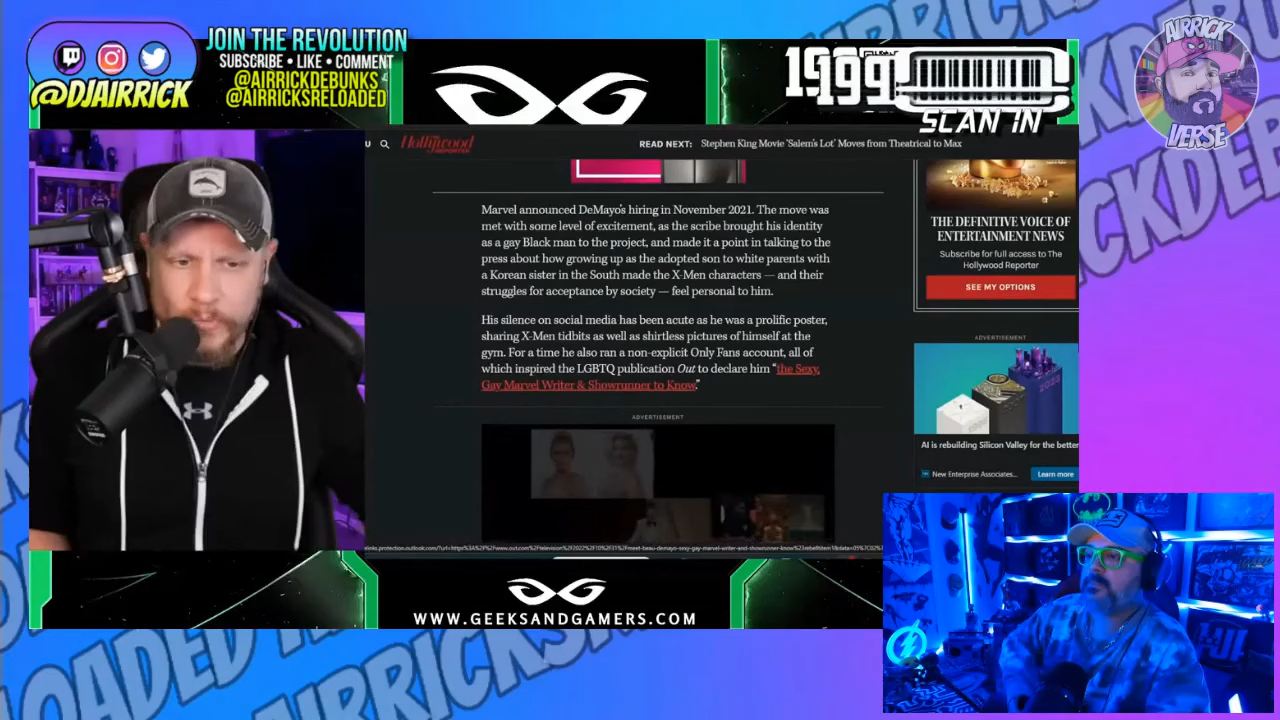 JOIN THE REVOLUTION
SUBSCRIBE • LIKE • COMMENT
@AIRRICKDEBUNKS
@AIRRICKSRELOADED
@DJAIRRICK
1999
SCAN IN
AIRRICK
VERSE
The Hollywood REPORTER
READ NEXT: Stephen King Movie 'Salem's Lot' Moves from Theatrical to Max
Marvel announced DeMayo's hiring in November 2021. The move was
met with some level of excitement, as the scribe brought his identity
as a gay Black man to the project, and made it a point in talking to the
press about how growing up as the adopted son to white parents with
a Korean sister in the South made the X-Men characters — and their
struggles for acceptance by society — feel personal to him.
His silence on social media has been acute as he was a prolific poster,
sharing X-Men tidbits as well as shirtless pictures of himself at the
gym. For a time he also ran a non-explicit Only Fans account, all of
which inspired the LGBTQ publication Out to declare him “the Sexy,
Gay Marvel Writer & Showrunner to Know.”
ADVERTISEMENT
THE DEFINITIVE VOICE OF
ENTERTAINMENT NEWS
Subscribe for full access to The
Hollywood Reporter
SEE MY OPTIONS
ADVERTISEMENT
2023
AI is rebuilding Silicon Valley for the better
New Enterprise Associates...
Learn more
WWW.GEEKSANDGAMERS.COM